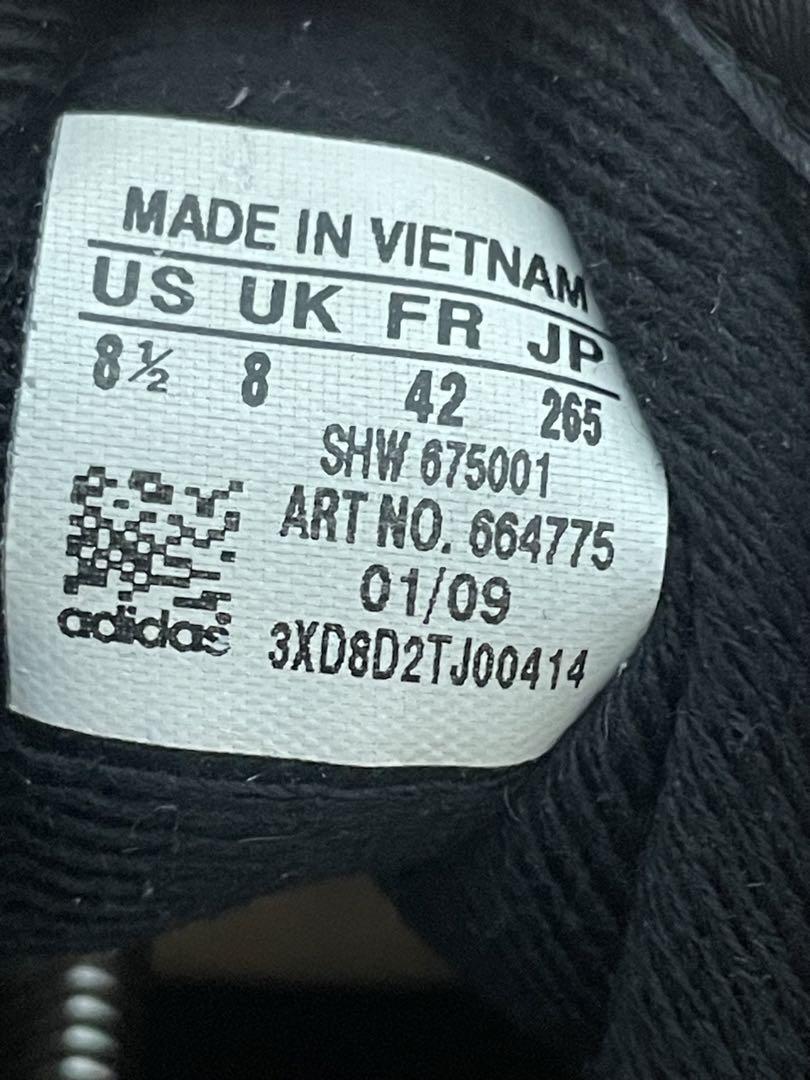 MADE IN VIETNAM
US UK FR JP
8½ 8 42 265
SHW 675001
ART NO. 664775
01/09
adidas 3XD8D2TJ00414